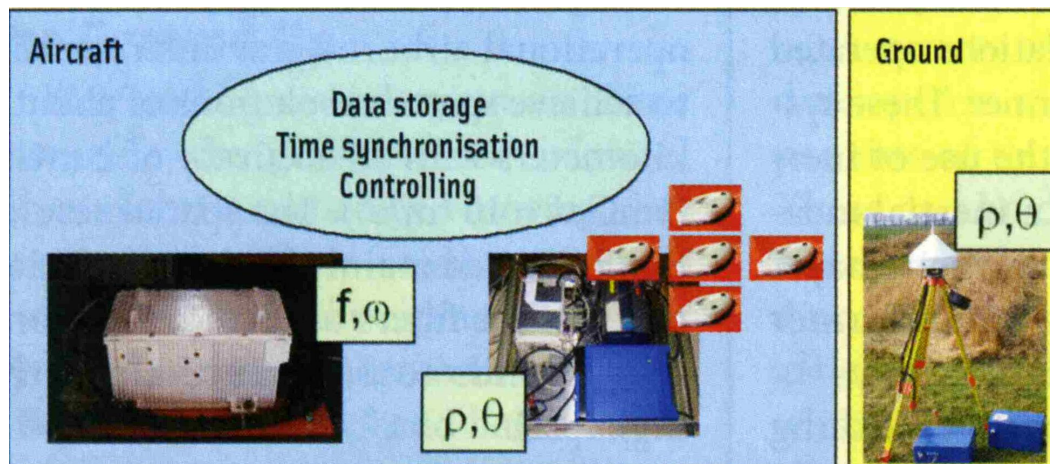 Aircraft
Ground
Data storage
Time synchronisation
Controlling
ρ,θ
f,ω
ρ,θ